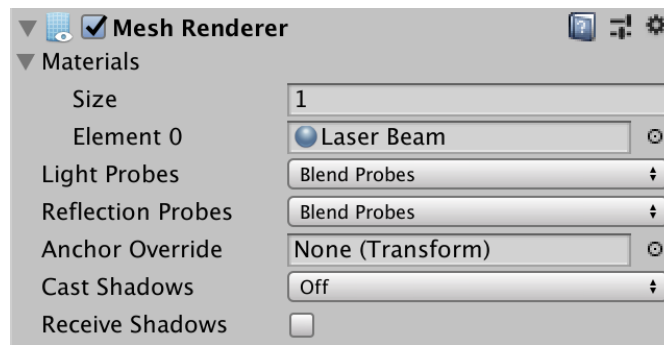 Mesh Renderer
Materials
Size 1
Element 0 Laser Beam
Light Probes Blend Probes
Reflection Probes Blend Probes
Anchor Override None (Transform)
Cast Shadows Off
Receive Shadows